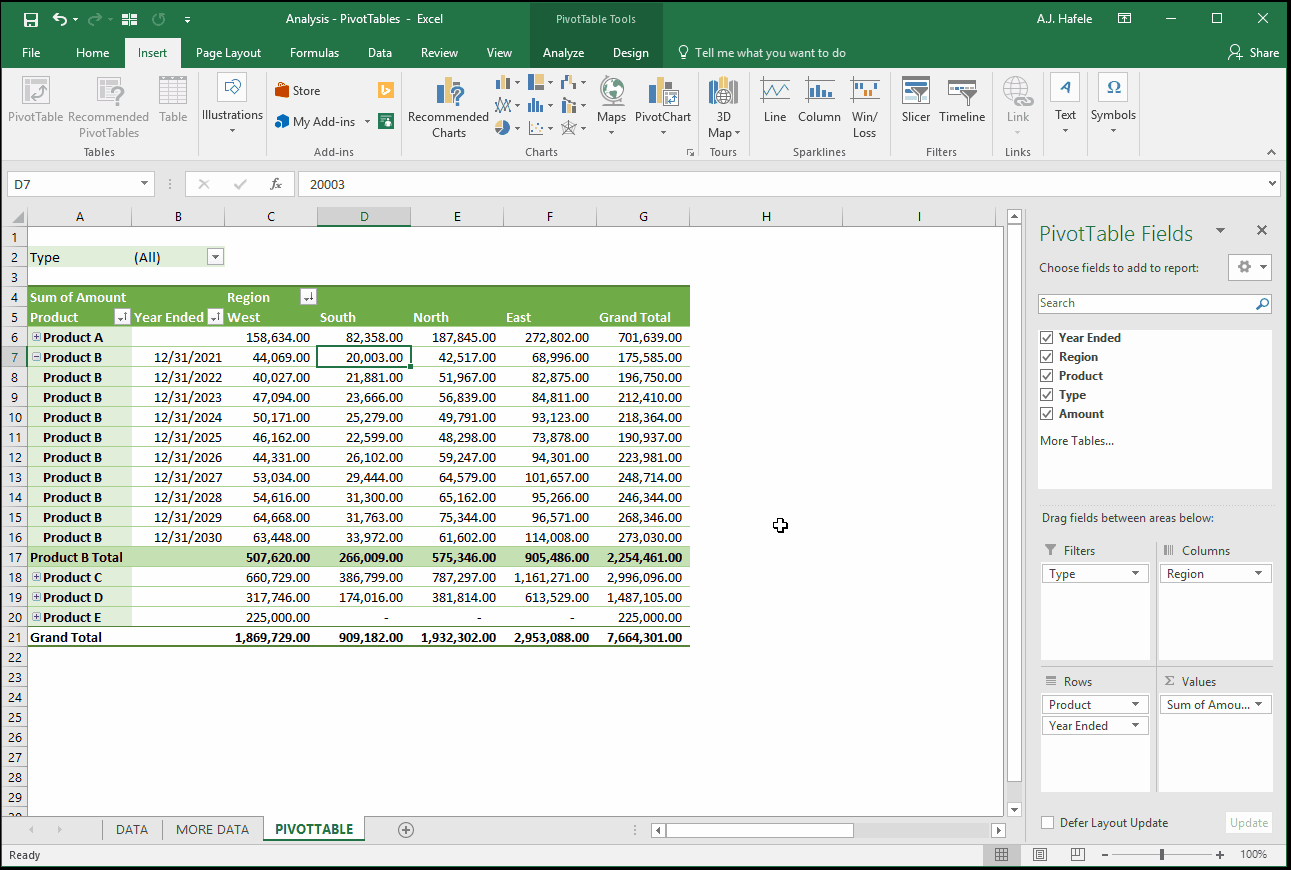 Analysis - PivotTables - Excel
PivotTable Tools
A.J. Hafele
File Home Insert Page Layout Formulas Data Review View Analyze Design Tell me what you want to do Share
PivotTable
Recommended PivotTables
Table
Illustrations
Store
My Add-ins
Recommended Charts
Maps
PivotChart
3D Map
Line
Column
Win/ Loss
Slicer
Timeline
Link
Text
Symbols
Tables Add-ins Charts Tours Sparklines Filters Links
D7 fx 20003
A B C D E F G H I
1
2 Type (All)
3
4 Sum of Amount Region
5 Product Year Ended West South North East Grand Total
6 Product A 158,634.00 82,358.00 187,845.00 272,802.00 701,639.00
7 Product B 12/31/2021 44,069.00 20,003.00 42,517.00 68,996.00 175,585.00
8 Product B 12/31/2022 40,027.00 21,881.00 51,967.00 82,875.00 196,750.00
9 Product B 12/31/2023 47,094.00 23,666.00 56,839.00 84,811.00 212,410.00
10 Product B 12/31/2024 50,171.00 25,279.00 49,791.00 93,123.00 218,364.00
11 Product B 12/31/2025 46,162.00 22,599.00 48,298.00 73,878.00 190,937.00
12 Product B 12/31/2026 44,331.00 26,102.00 59,247.00 94,301.00 223,981.00
13 Product B 12/31/2027 53,034.00 29,444.00 64,579.00 101,657.00 248,714.00
14 Product B 12/31/2028 54,616.00 31,300.00 65,162.00 95,266.00 246,344.00
15 Product B 12/31/2029 64,668.00 31,763.00 75,344.00 96,571.00 268,346.00
16 Product B 12/31/2030 63,448.00 33,972.00 61,602.00 114,008.00 273,030.00
17 Product B Total 507,620.00 266,009.00 575,346.00 905,486.00 2,254,461.00
18 Product C 660,729.00 386,799.00 787,297.00 1,161,271.00 2,996,096.00
19 Product D 317,746.00 174,016.00 381,814.00 613,529.00 1,487,105.00
20 Product E 225,000.00 - - - 225,000.00
21 Grand Total 1,869,729.00 909,182.00 1,932,302.00 2,953,088.00 7,664,301.00
22
23
24
25
26
27
28
29
PivotTable Fields
Choose fields to add to report:
Search
Year Ended
Region
Product
Type
Amount
More Tables...
Drag fields between areas below:
Filters Columns
Type Region
Rows Values
Product Sum of Amou...
Year Ended
Defer Layout Update Update
DATA MORE DATA PIVOTTABLE
Ready 100%